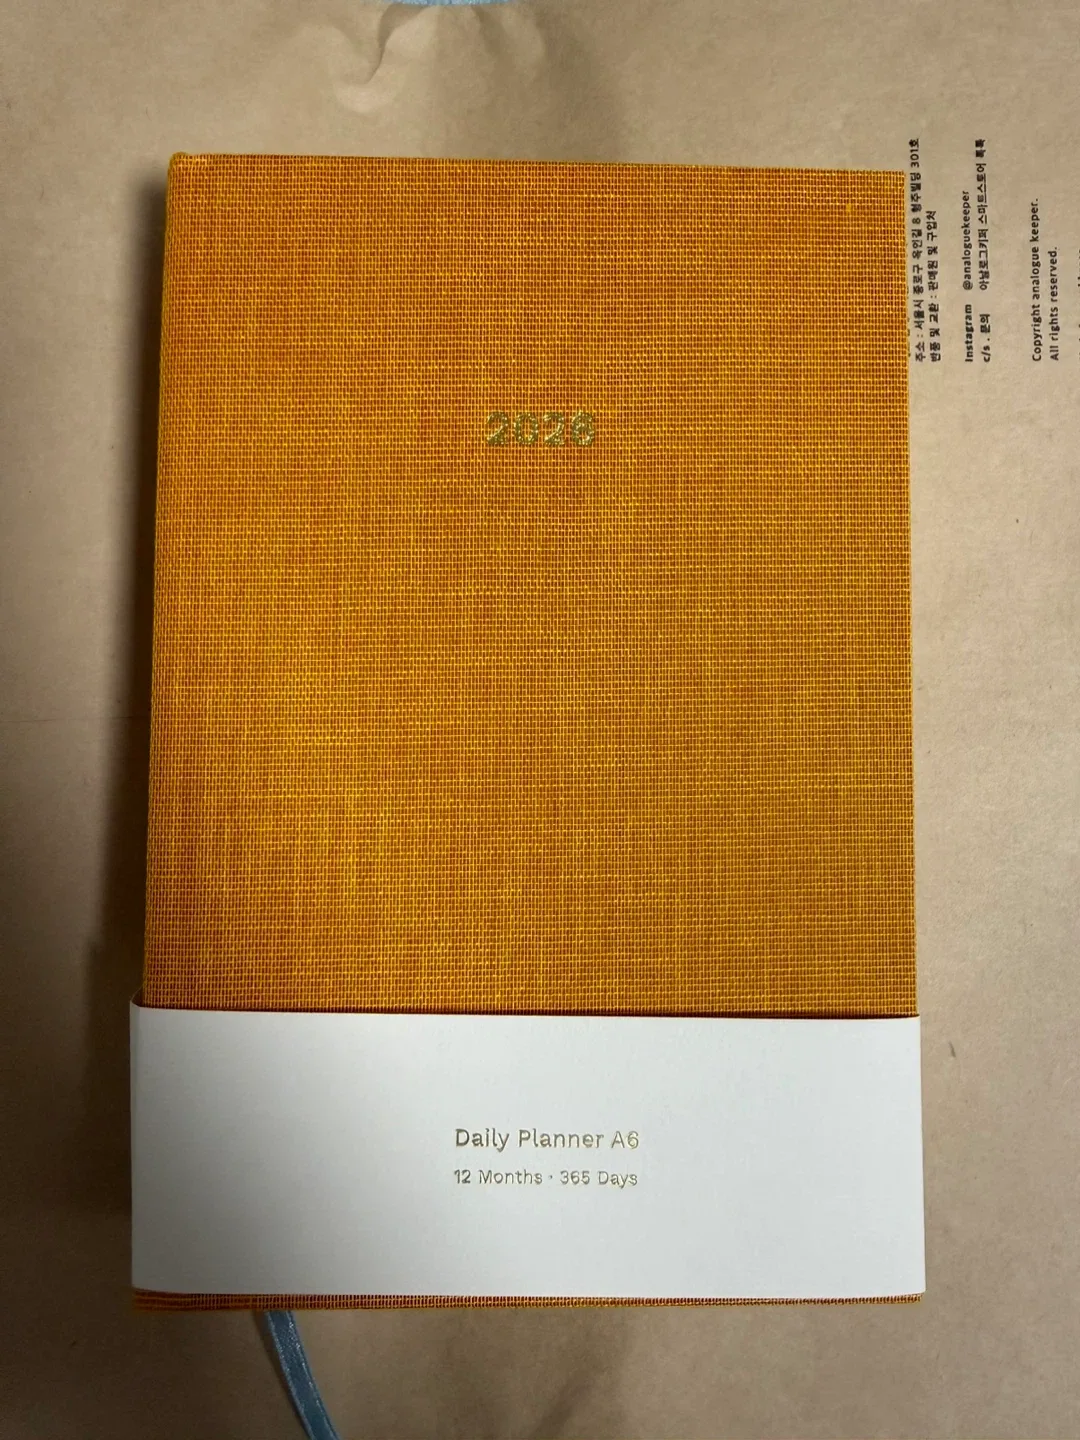 2026
Daily Planner A6
12 Months · 365 Days
주소 : 서울시 종로구 옥인길 8 청주빌딩 301호
반품 및 교환 : 판매원 및 구입처
Instagram @analoguekeeper
c/s . 문의 아날로그키퍼 스마트스토어 톡톡
Copyright analogue keeper.
All rights reserved.